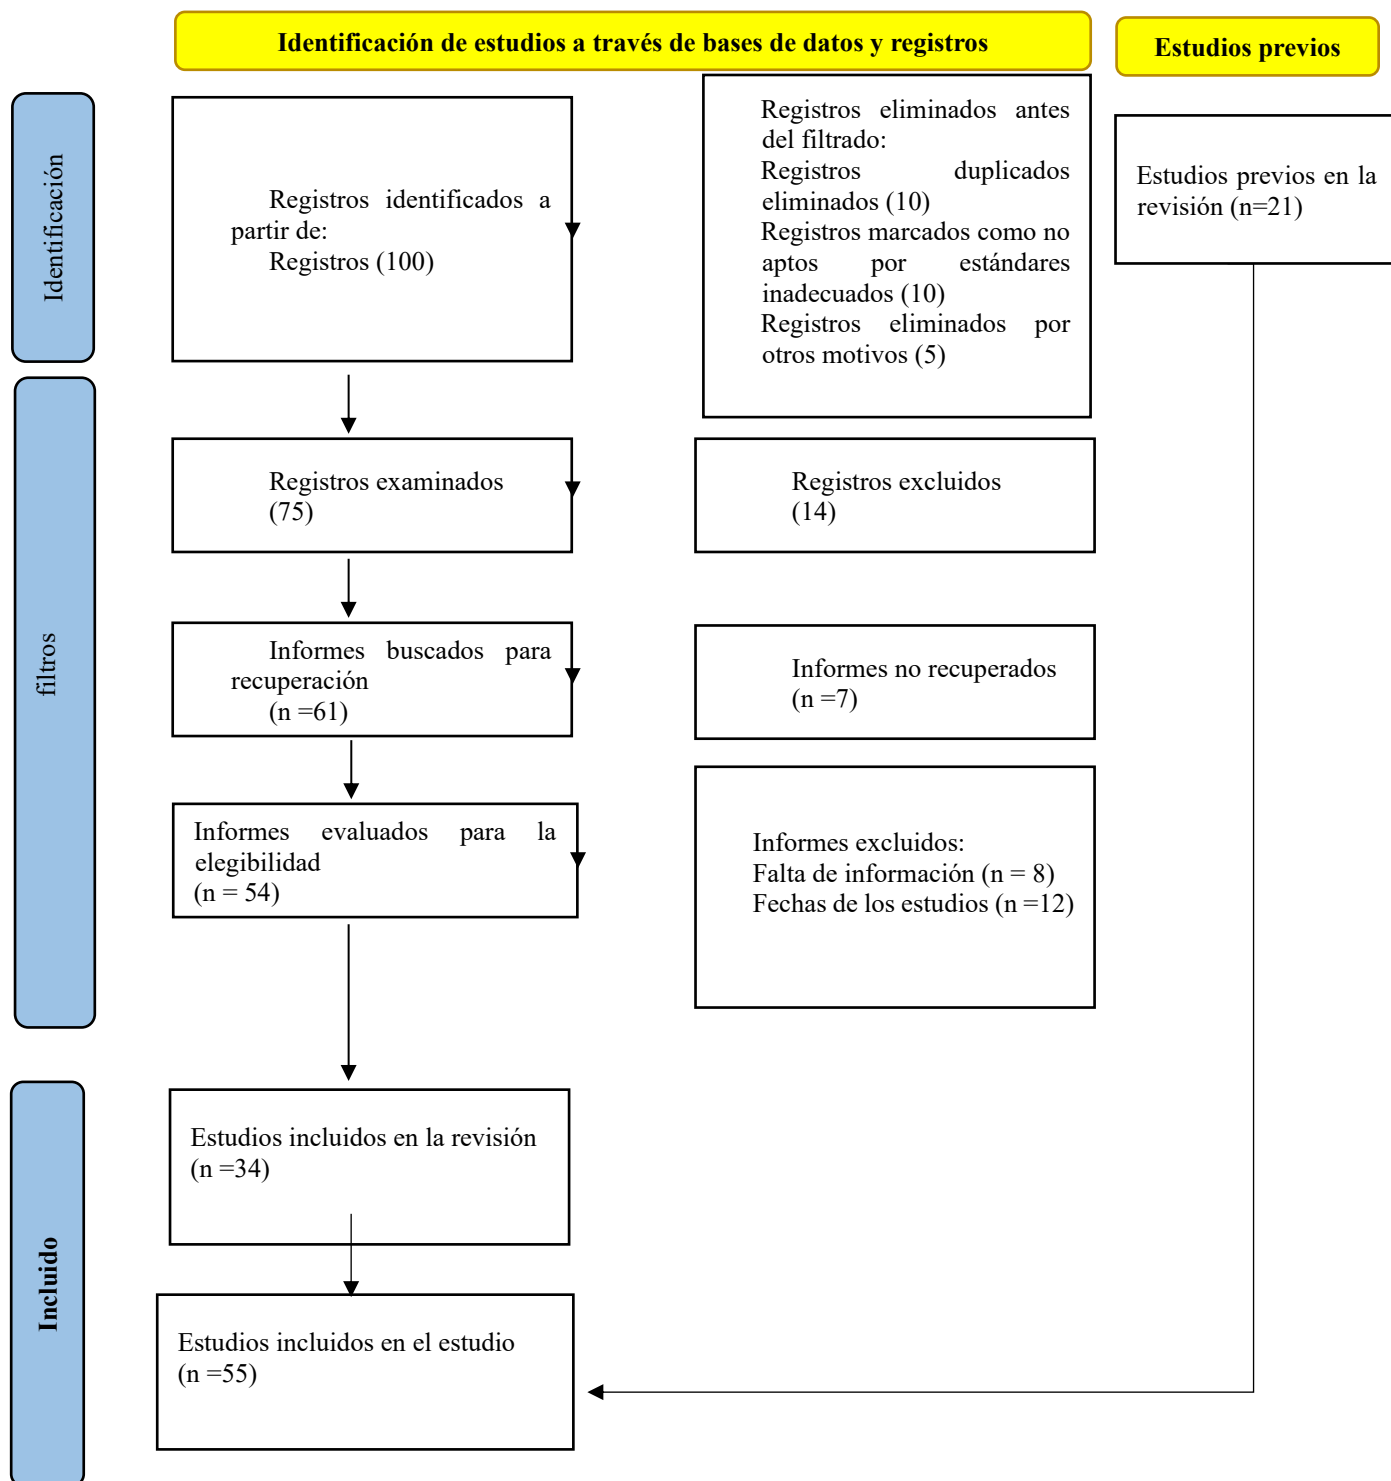 Identificación de estudios a través de bases de datos y registros
Estudios previos
Identificación
Registros identificados a
partir de:
Registros (100)
Registros eliminados antes
del filtrado:
Registros duplicados
eliminados (10)
Registros marcados como no
aptos por estándares
inadecuados (10)
Registros eliminados por
otros motivos (5)
Estudios previos en la
revisión (n=21)
filtros
Registros examinados
(75)
Registros excluidos
(14)
Informes buscados para
recuperación
(n =61)
Informes no recuperados
(n =7)
Informes evaluados para la
elegibilidad
(n = 54)
Informes excluidos:
Falta de información (n = 8)
Fechas de los estudios (n =12)
Incluido
Estudios incluidos en la revisión
(n =34)
Estudios incluidos en el estudio
(n =55)